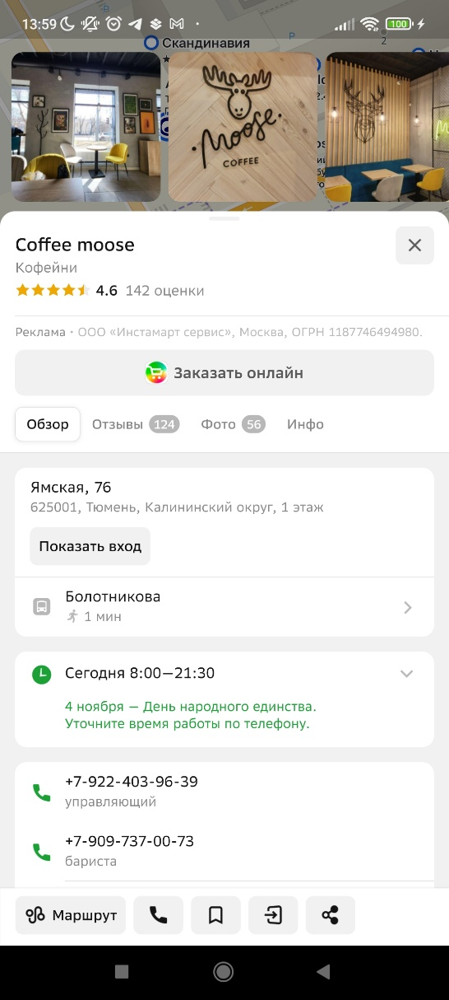 13:59
100
P
Скандинавия
P
2
Moose
COFFEE
Coffee moose
Кофейни
4.6 142 оценки
Реклама • ООО «Инстамарт сервис», Москва, ОГРН 1187746494980.
Заказать онлайн
Обзор Отзывы 124 Фото 56 Инфо
Ямская, 76
625001, Тюмень, Калининский округ, 1 этаж
Показать вход
Болотникова
1 мин
Сегодня 8:00—21:30
4 ноября — День народного единства.
Уточните время работы по телефону.
+7-922-403-96-39
управляющий
+7-909-737-00-73
бариста
Маршрут